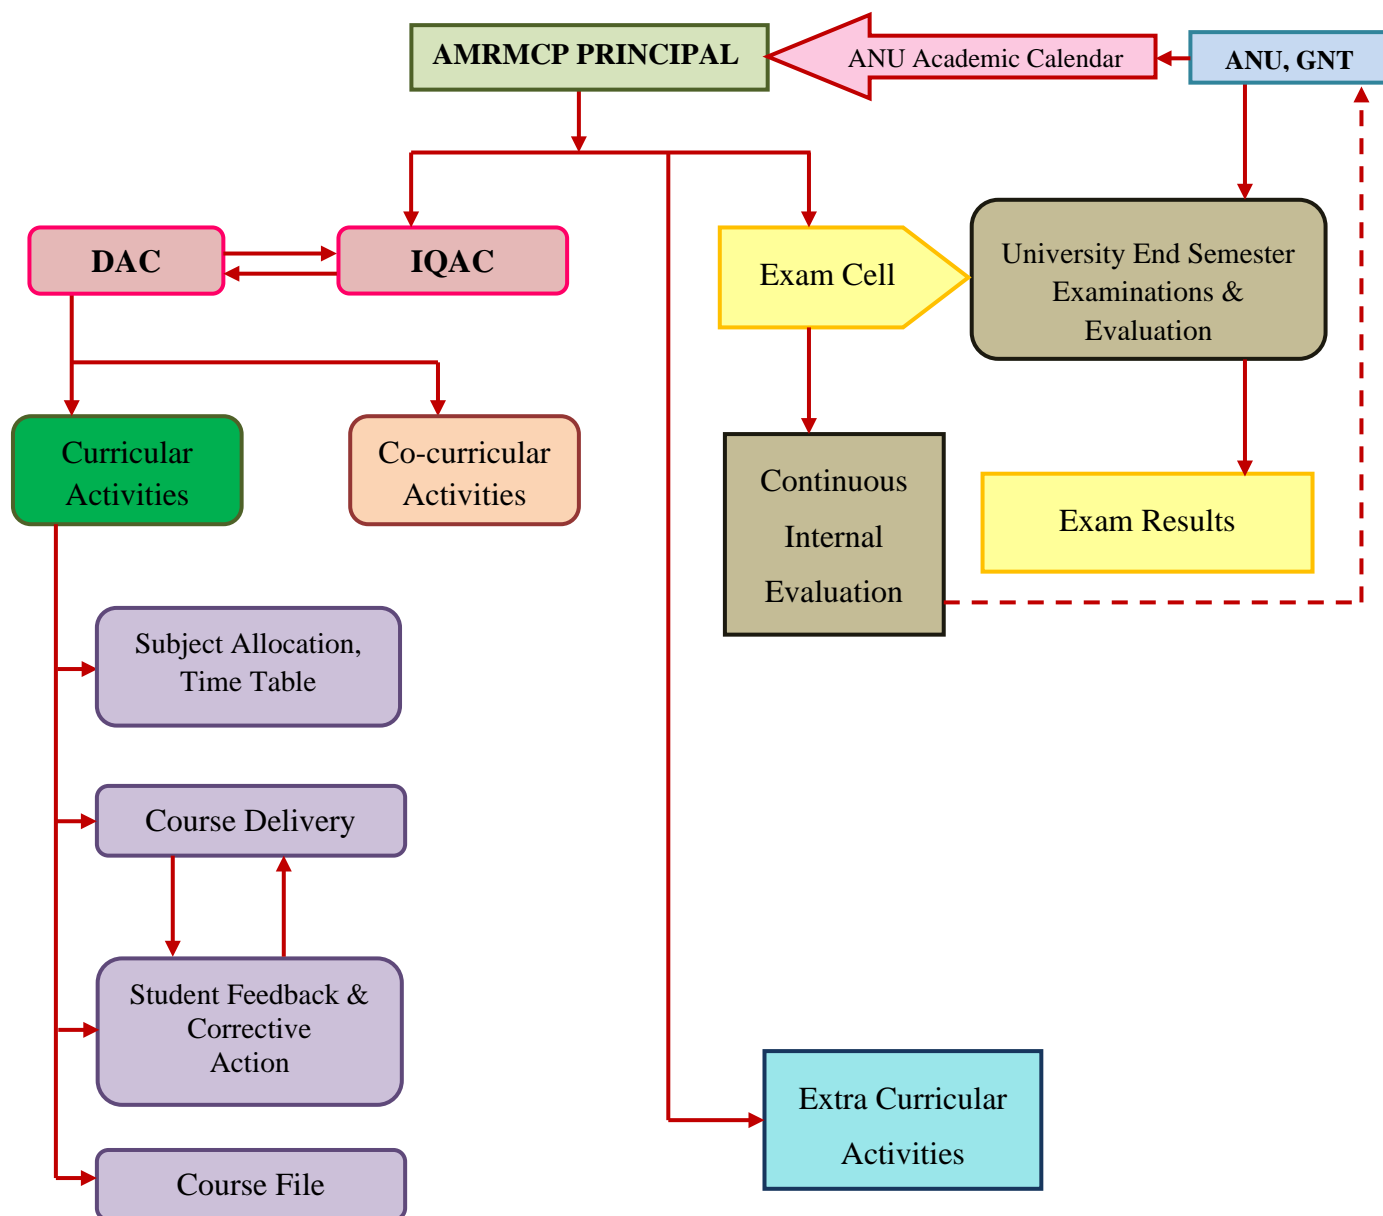 AMRMCP PRINCIPAL
ANU Academic Calendar
ANU, GNT
DAC
IQAC
Exam Cell
University End Semester
Examinations &
Evaluation
Curricular
Activities
Co-curricular
Activities
Continuous
Internal
Evaluation
Exam Results
Subject Allocation,
Time Table
Course Delivery
Student Feedback &
Corrective
Action
Extra Curricular
Activities
Course File